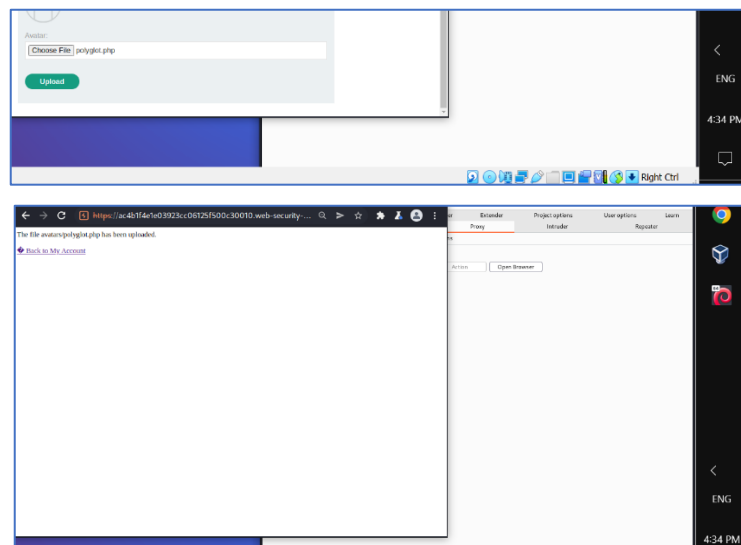 Avatar:
Choose File polyglot.php
Upload
ENG
4:34 PM
Right Ctrl
https://ac4b1f4e1e03923cc06125f500c30010.web-security-...
Extender Project options User options Learn
Proxy Intruder Repeater
The file avatars/polyglot.php has been uploaded.
Back to My Account
Action Open Browser
ENG
4:34 PM